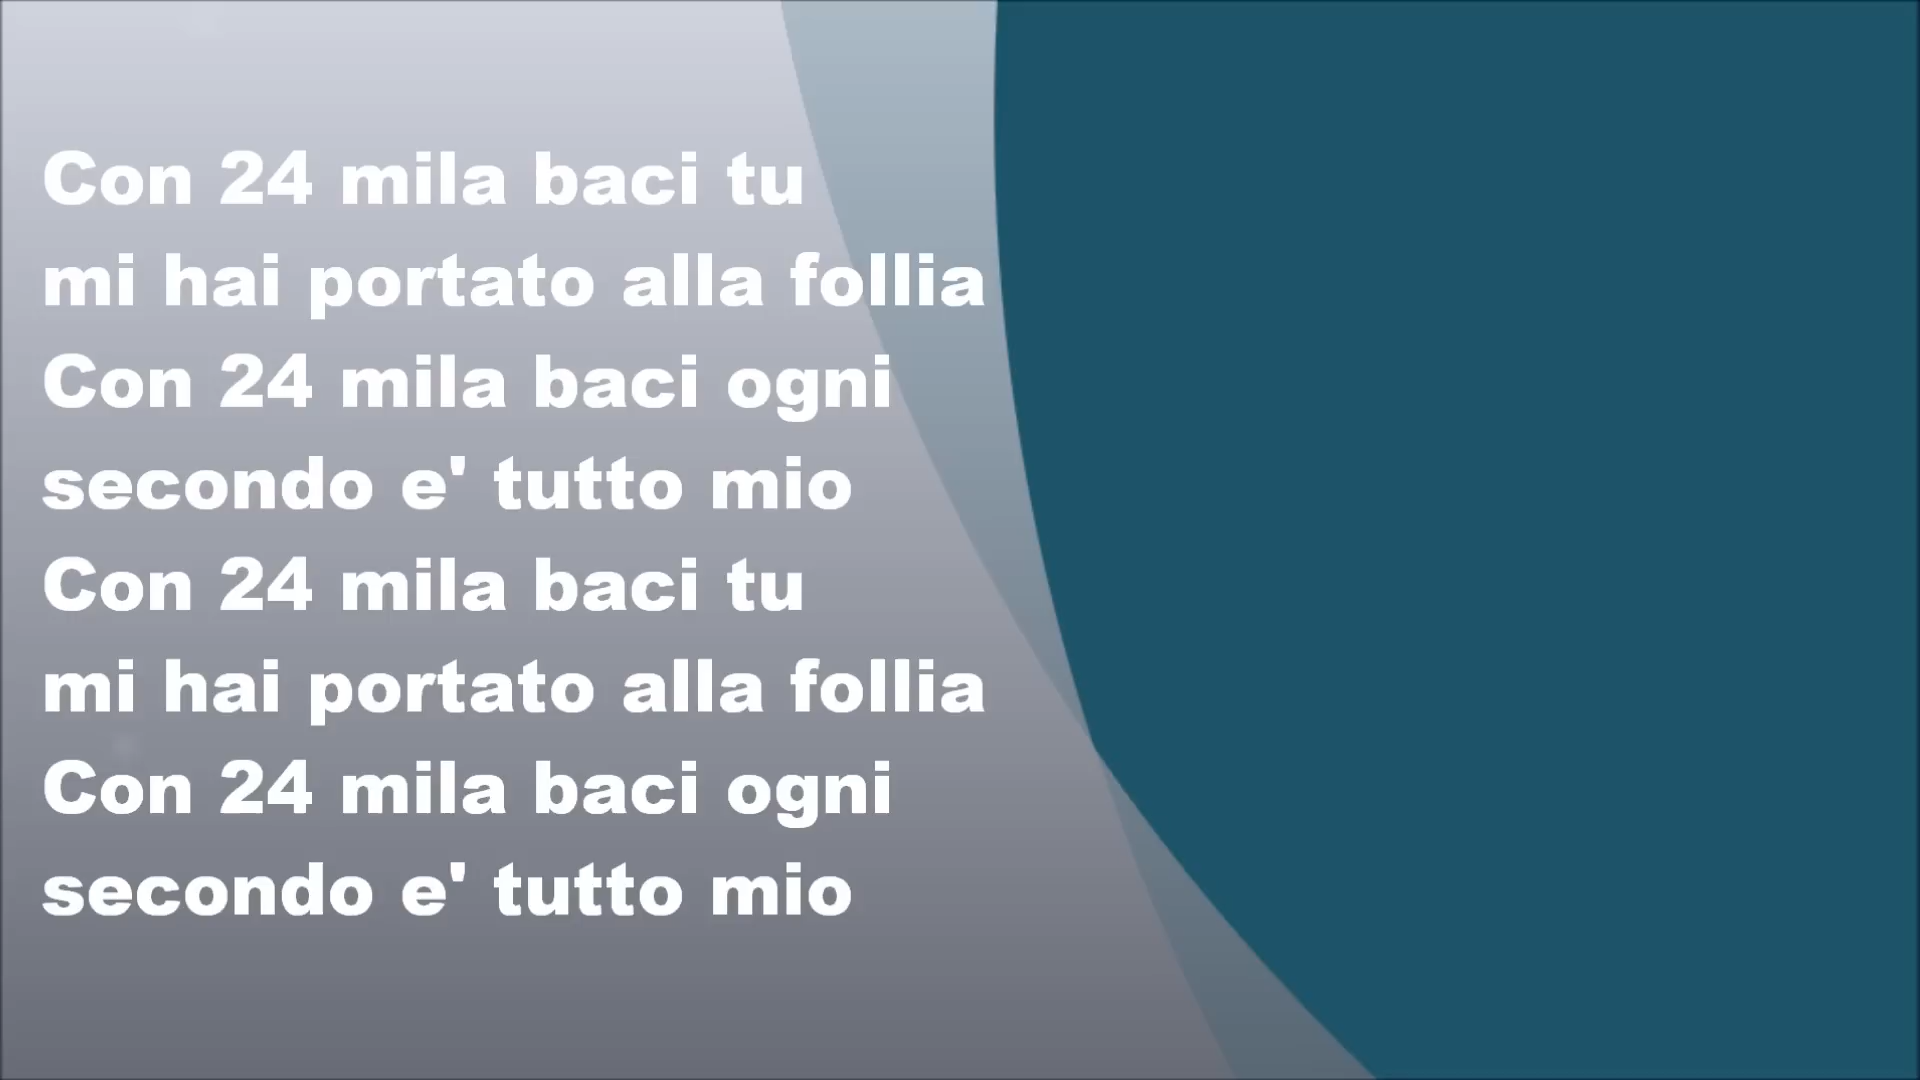 Con 24 mila baci tu
mi hai portato alla follia
Con 24 mila baci ogni
secondo e' tutto mio
Con 24 mila baci tu
mi hai portato alla follia
Con 24 mila baci ogni
secondo e' tutto mio